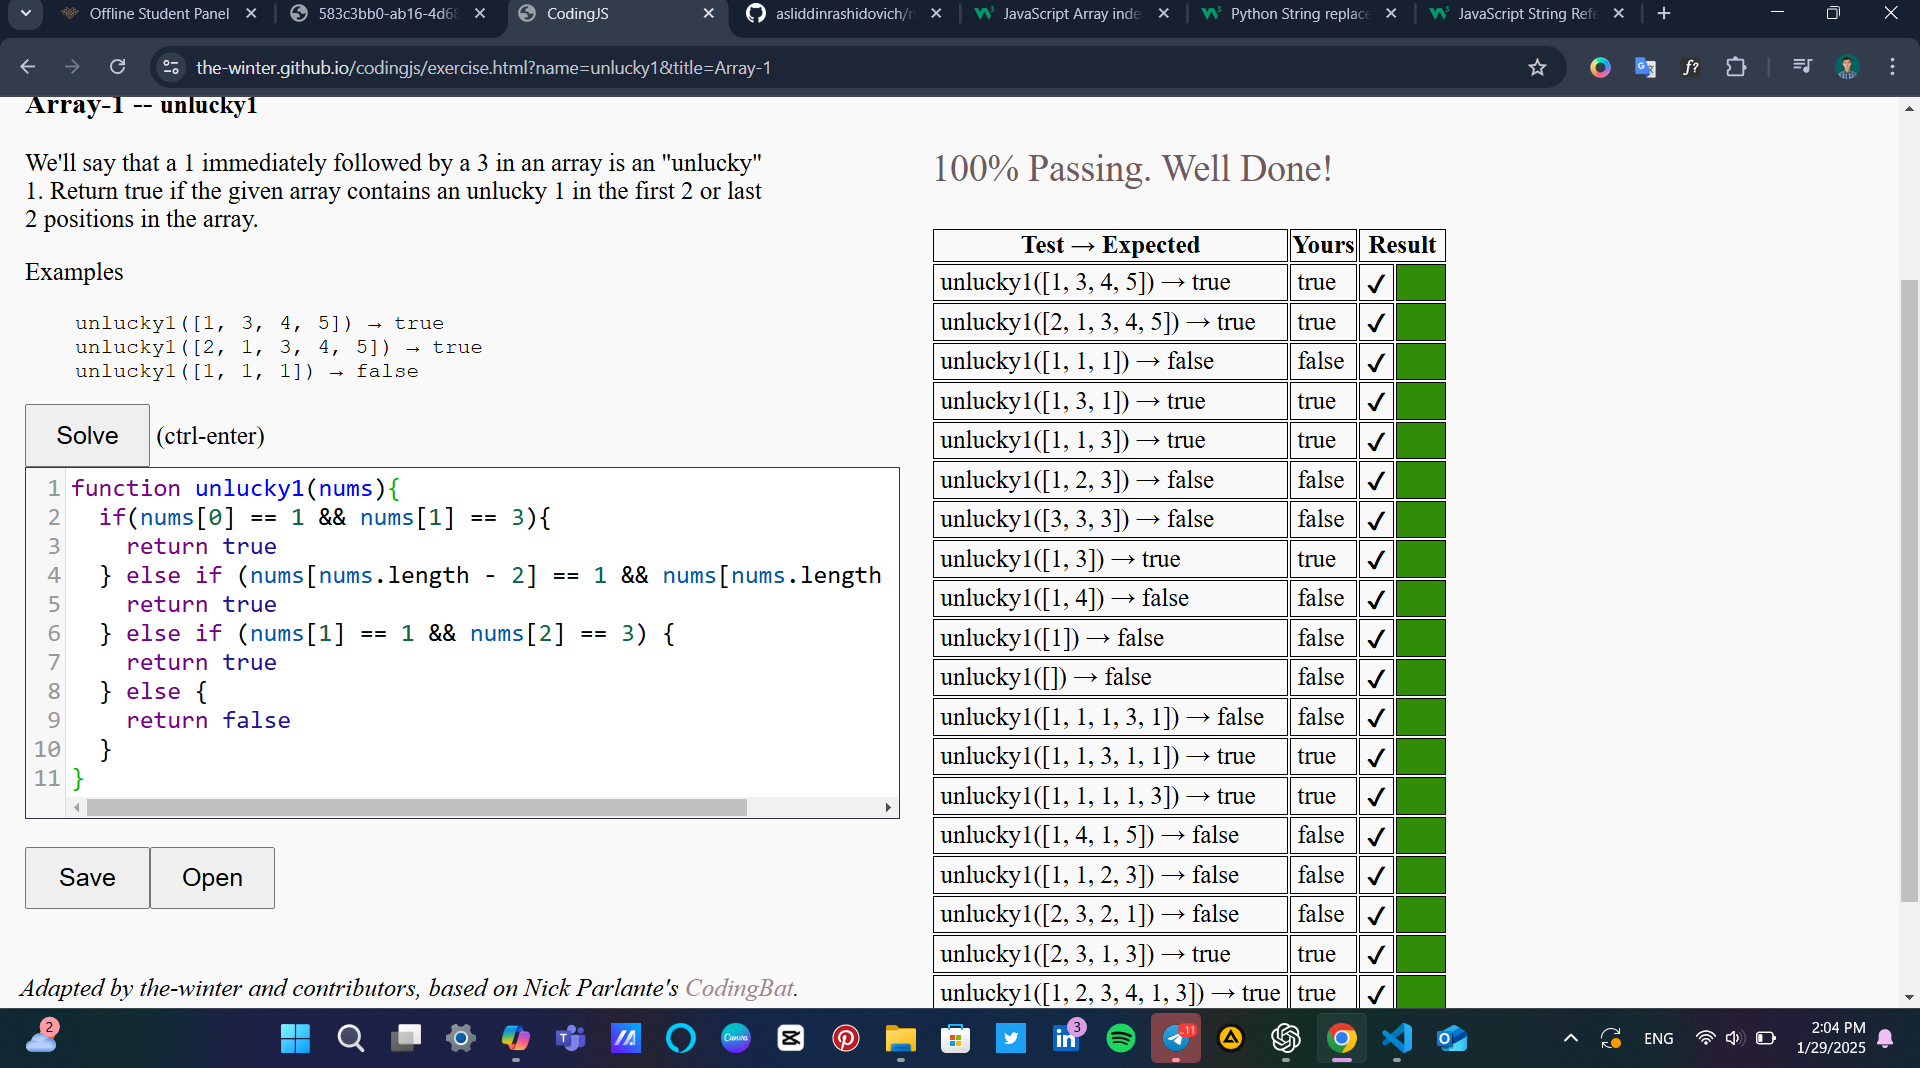 Offline Student Panel
583c3bb0-ab16-4d68
CodingJS
asliddinrashidovich/n
JavaScript Array inde
Python String replace
JavaScript String Refe
the-winter.github.io/codingjs/exercise.html?name=unlucky1&title=Array-1
Array-1 -- unlucky1
We'll say that a 1 immediately followed by a 3 in an array is an "unlucky"
1. Return true if the given array contains an unlucky 1 in the first 2 or last
2 positions in the array.
Examples
unlucky1([1, 3, 4, 5]) → true
unlucky1([2, 1, 3, 4, 5]) → true
unlucky1([1, 1, 1]) → false
Solve (ctrl-enter)
1 function unlucky1(nums){
2 if(nums[0] == 1 && nums[1] == 3){
3 return true
4 } else if (nums[nums.length - 2] == 1 && nums[nums.length
5 return true
6 } else if (nums[1] == 1 && nums[2] == 3) {
7 return true
8 } else {
9 return false
10 }
11 }
Save Open
Adapted by the-winter and contributors, based on Nick Parlante's CodingBat.
100% Passing. Well Done!
Test → Expected Yours Result
unlucky1([1, 3, 4, 5]) → true true ✓
unlucky1([2, 1, 3, 4, 5]) → true true ✓
unlucky1([1, 1, 1]) → false false ✓
unlucky1([1, 3, 1]) → true true ✓
unlucky1([1, 1, 3]) → true true ✓
unlucky1([1, 2, 3]) → false false ✓
unlucky1([3, 3, 3]) → false false ✓
unlucky1([1, 3]) → true true ✓
unlucky1([1, 4]) → false false ✓
unlucky1([1]) → false false ✓
unlucky1([]) → false false ✓
unlucky1([1, 1, 1, 3, 1]) → false false ✓
unlucky1([1, 1, 3, 1, 1]) → true true ✓
unlucky1([1, 1, 1, 1, 3]) → true true ✓
unlucky1([1, 4, 1, 5]) → false false ✓
unlucky1([1, 1, 2, 3]) → false false ✓
unlucky1([2, 3, 2, 1]) → false false ✓
unlucky1([2, 3, 1, 3]) → true true ✓
unlucky1([1, 2, 3, 4, 1, 3]) → true true ✓
2
Canva
3
11
ENG
2:04 PM
1/29/2025